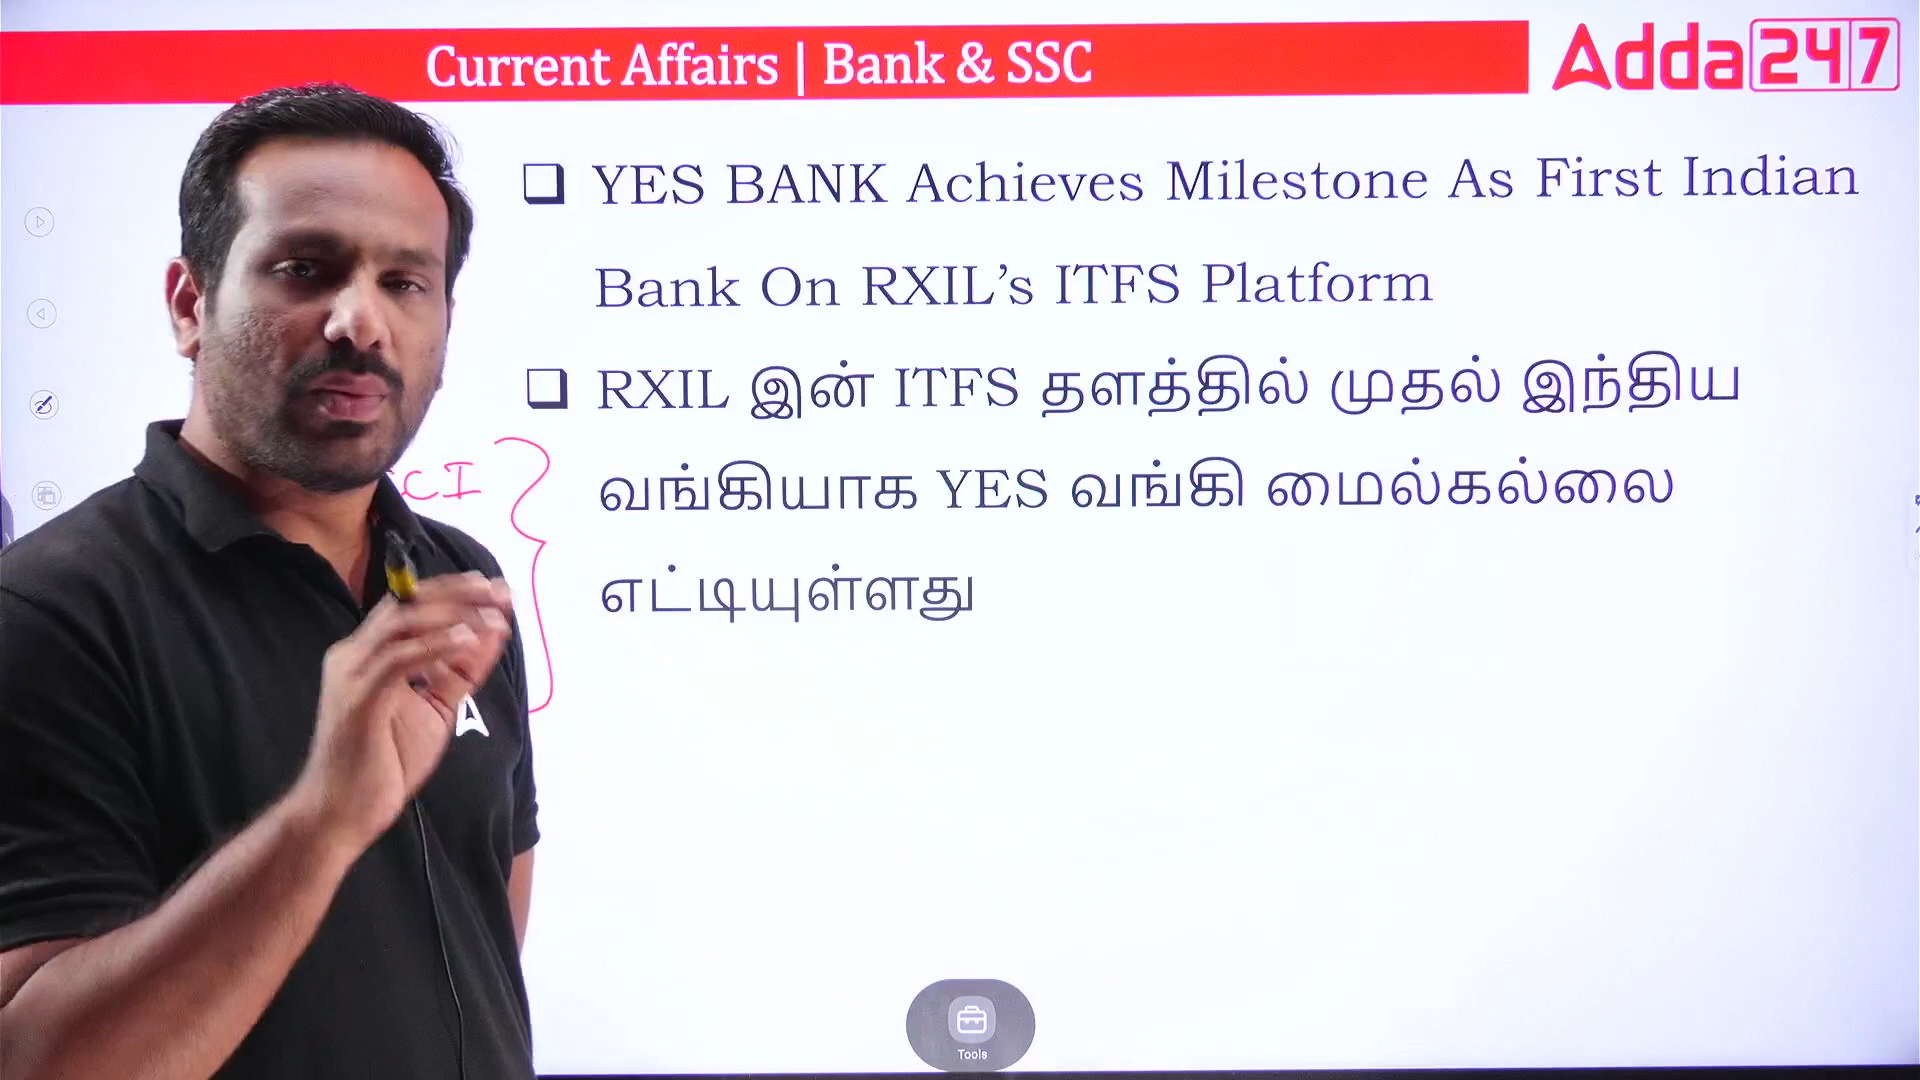 Current Affairs | Bank & SSC
Adda247
❑ YES BANK Achieves Milestone As First Indian
Bank On RXIL’s ITFS Platform
❑ RXIL இன் ITFS தளத்தில் முதல் இந்திய
வங்கியாக YES வங்கி மைல்கல்லை
எட்டியுள்ளது
CI
Tools